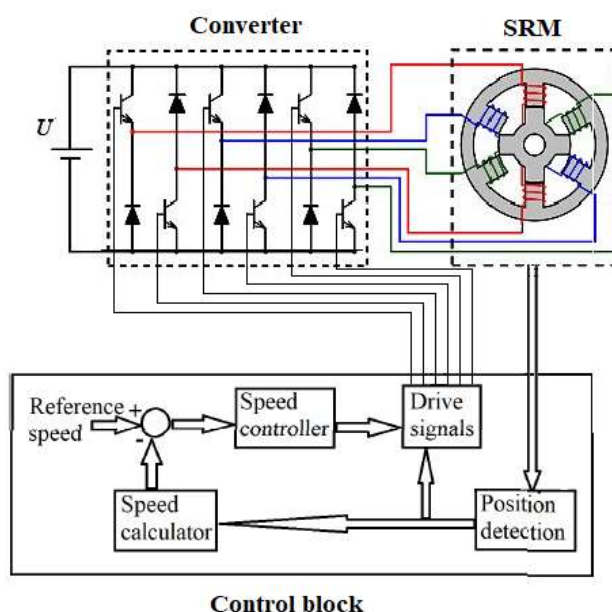 Converter
SRM
U
Reference
speed
+
-
Speed
controller
Drive
signals
Speed
calculator
Position
detection
Control block